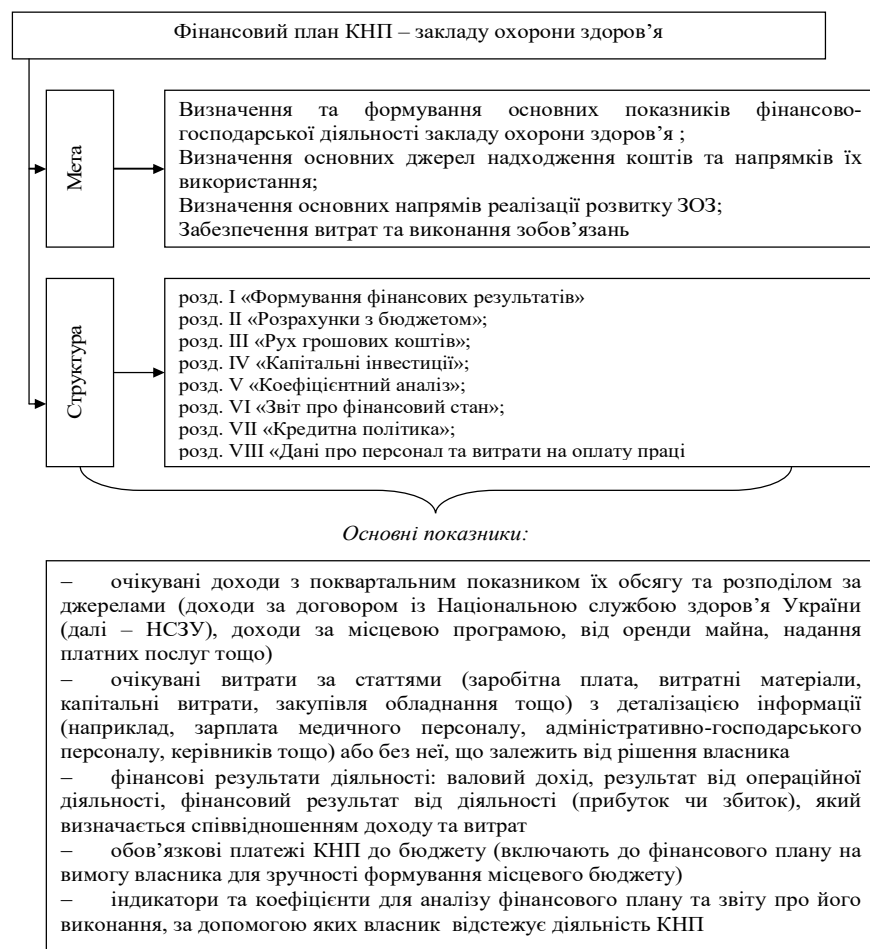 Фінансовий план КНП – закладу охорони здоров’я
Мета
Визначення та формування основних показників фінансово-
господарської діяльності закладу охорони здоров’я ;
Визначення основних джерел надходження коштів та напрямків їх
використання;
Визначення основних напрямів реалізації розвитку ЗОЗ;
Забезпечення витрат та виконання зобов’язань
Структура
розд. I «Формування фінансових результатів»
розд. II «Розрахунки з бюджетом»;
розд. III «Рух грошових коштів»;
розд. IV «Капітальні інвестиції»;
розд. V «Коефіцієнтний аналіз»;
розд. VI «Звіт про фінансовий стан»;
розд. VII «Кредитна політика»;
розд. VIII «Дані про персонал та витрати на оплату праці
Основні показники:
– очікувані доходи з поквартальним показником їх обсягу та розподілом за
джерелами (доходи за договором із Національною службою здоров’я України
(далі – НСЗУ), доходи за місцевою програмою, від оренди майна, надання
платних послуг тощо)
– очікувані витрати за статтями (заробітна плата, витратні матеріали,
капітальні витрати, закупівля обладнання тощо) з деталізацією інформації
(наприклад, зарплата медичного персоналу, адміністративно-господарського
персоналу, керівників тощо) або без неї, що залежить від рішення власника
– фінансові результати діяльності: валовий дохід, результат від операційної
діяльності, фінансовий результат від діяльності (прибуток чи збиток), який
визначається співвідношенням доходу та витрат
– обов’язкові платежі КНП до бюджету (включають до фінансового плану на
вимогу власника для зручності формування місцевого бюджету)
– індикатори та коефіцієнти для аналізу фінансового плану та звіту про його
виконання, за допомогою яких власник відстежує діяльність КНП